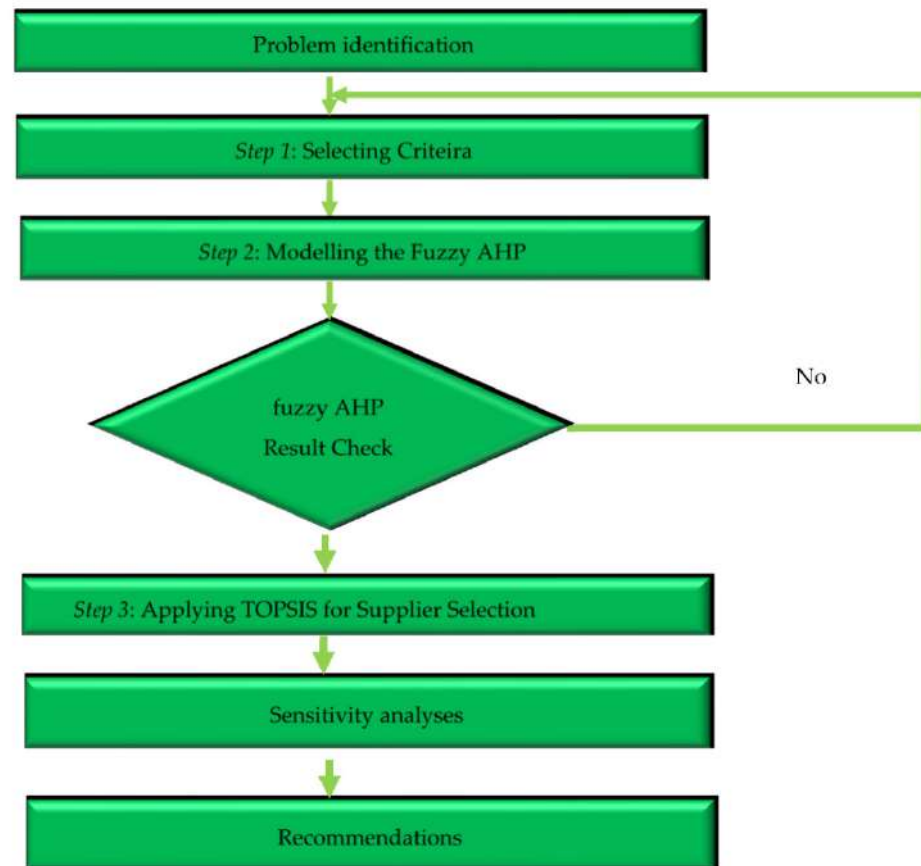 Problem identification
Step 1: Selecting Criteira
Step 2: Modelling the Fuzzy AHP
fuzzy AHP
Result Check
No
Step 3: Applying TOPSIS for Supplier Selection
Sensitivity analyses
Recommendations